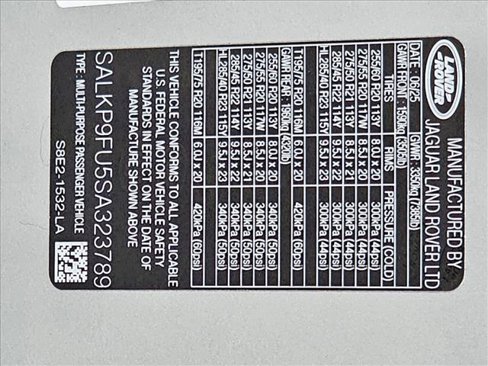 LAND-
ROVER
MANUFACTURED BY
JAGUAR LAND ROVER LTD
DATE: 06/25 GVWR: 3350kg (7385lb)
GAWR FRONT: 1590kg (3505lb)
TIRES RIMS PRESSURE (COLD)
255/60 R20 113Y 8.5J x 20 300kPa (44psi)
275/55 R20 117W 8.5J x 20 300kPa (44psi)
275/50 R21 113Y 8.5J x 21 300kPa (44psi)
285/45 R22 114Y 9.5J x 22 300kPa (44psi)
HL285/40 R23 115Y 9.5J x 23 300kPa (44psi)
T195/75 R20 116M 6.0J x 20 420kPa (60psi)
GAWR REAR: 1960kg (4320lb)
255/60 R20 113Y 8.5J x 20 340kPa (50psi)
275/55 R20 117W 8.5J x 20 340kPa (50psi)
275/50 R21 113Y 8.5J x 21 340kPa (50psi)
285/45 R22 114Y 9.5J x 22 340kPa (50psi)
HL285/40 R23 115Y 9.5J x 23 340kPa (50psi)
T195/75 R20 116M 6.0J x 20 420kPa (60psi)
THIS VEHICLE CONFORMS TO ALL APPLICABLE
U.S. FEDERAL MOTOR VEHICLE SAFETY
STANDARDS IN EFFECT ON THE DATE OF
MANUFACTURE SHOWN ABOVE
SALKP9FU5SA323789
TYPE: MULTI-PURPOSE PASSENGER VEHICLE
S8E2-1532-LA